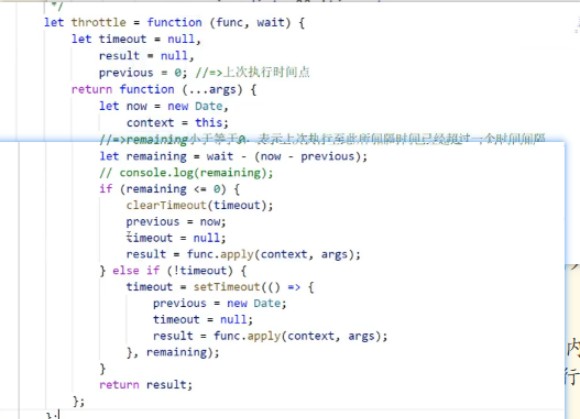 */
let throttle = function (func, wait) {
let timeout = null,
result = null,
previous = 0; //=>上次执行时间点
return function (...args) {
let now = new Date,
context = this;
//=>remaining小于等于0，表示上次执行至此所间隔时间已经超过一个时间间隔
let remaining = wait - (now - previous);
// console.log(remaining);
if (remaining <= 0) {
clearTimeout(timeout);
previous = now;
timeout = null;
result = func.apply(context, args);
} else if (!timeout) {
timeout = setTimeout(() => {
previous = new Date;
timeout = null;
result = func.apply(context, args);
}, remaining);
}
return result;
};
};
内
行